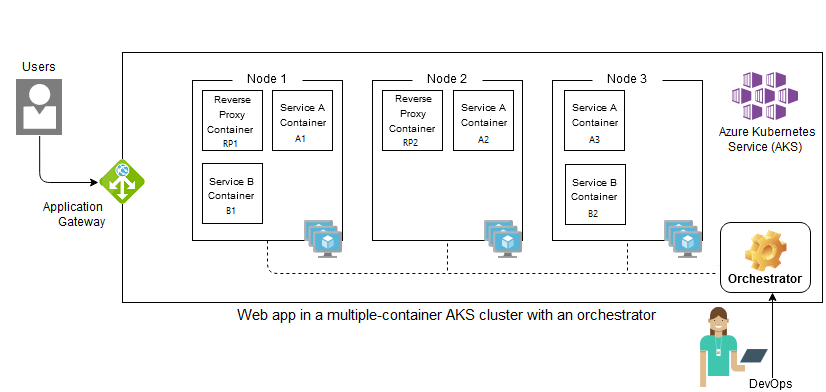 Users
Node 1
Node 2
Node 3
Reverse
Proxy
Container
RP1
Service A
Container
A1
Reverse
Proxy
Container
RP2
Service A
Container
A2
Service A
Container
A3
Azure Kubernetes
Service (AKS)
Service B
Container
B1
Service B
Container
B2
Application
Gateway
Orchestrator
Web app in a multiple-container AKS cluster with an orchestrator
DevOps